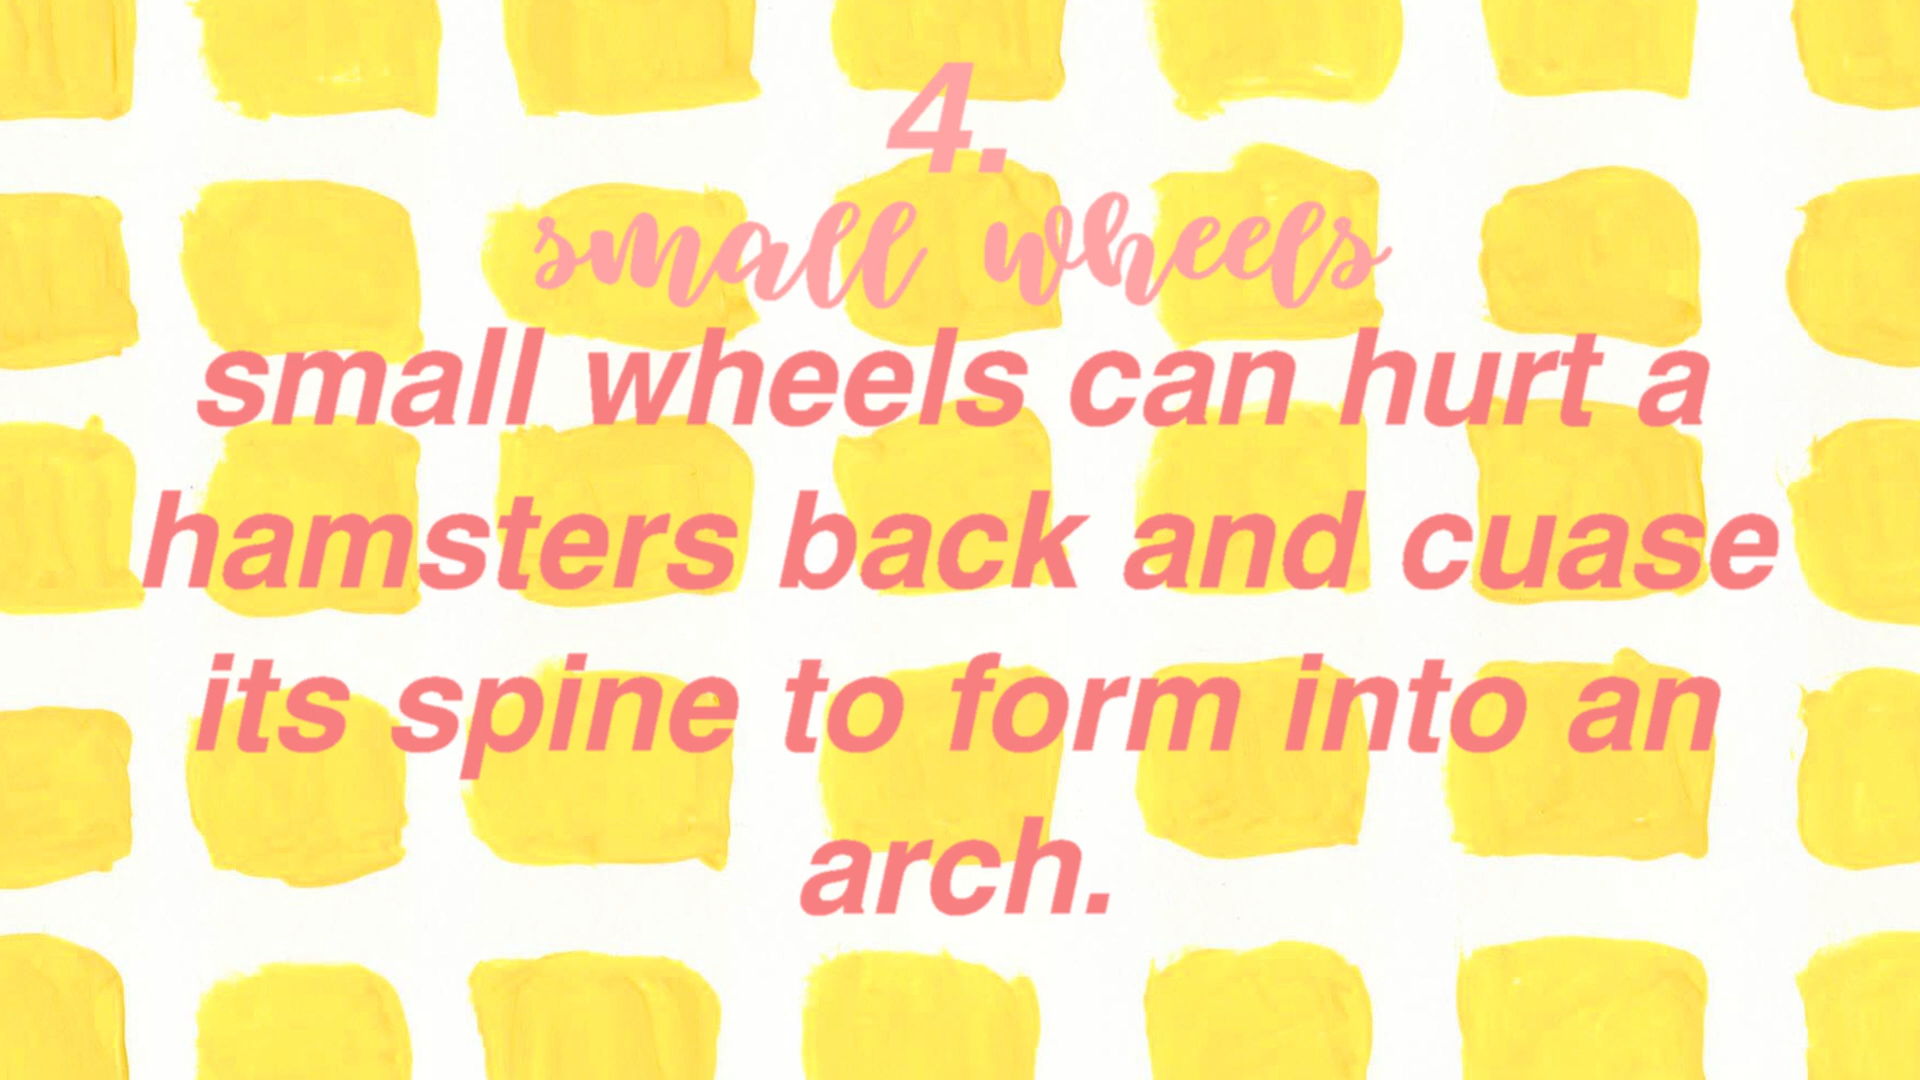 4.
small wheels
small wheels can hurt a
hamsters back and cuase
its spine to form into an
arch.